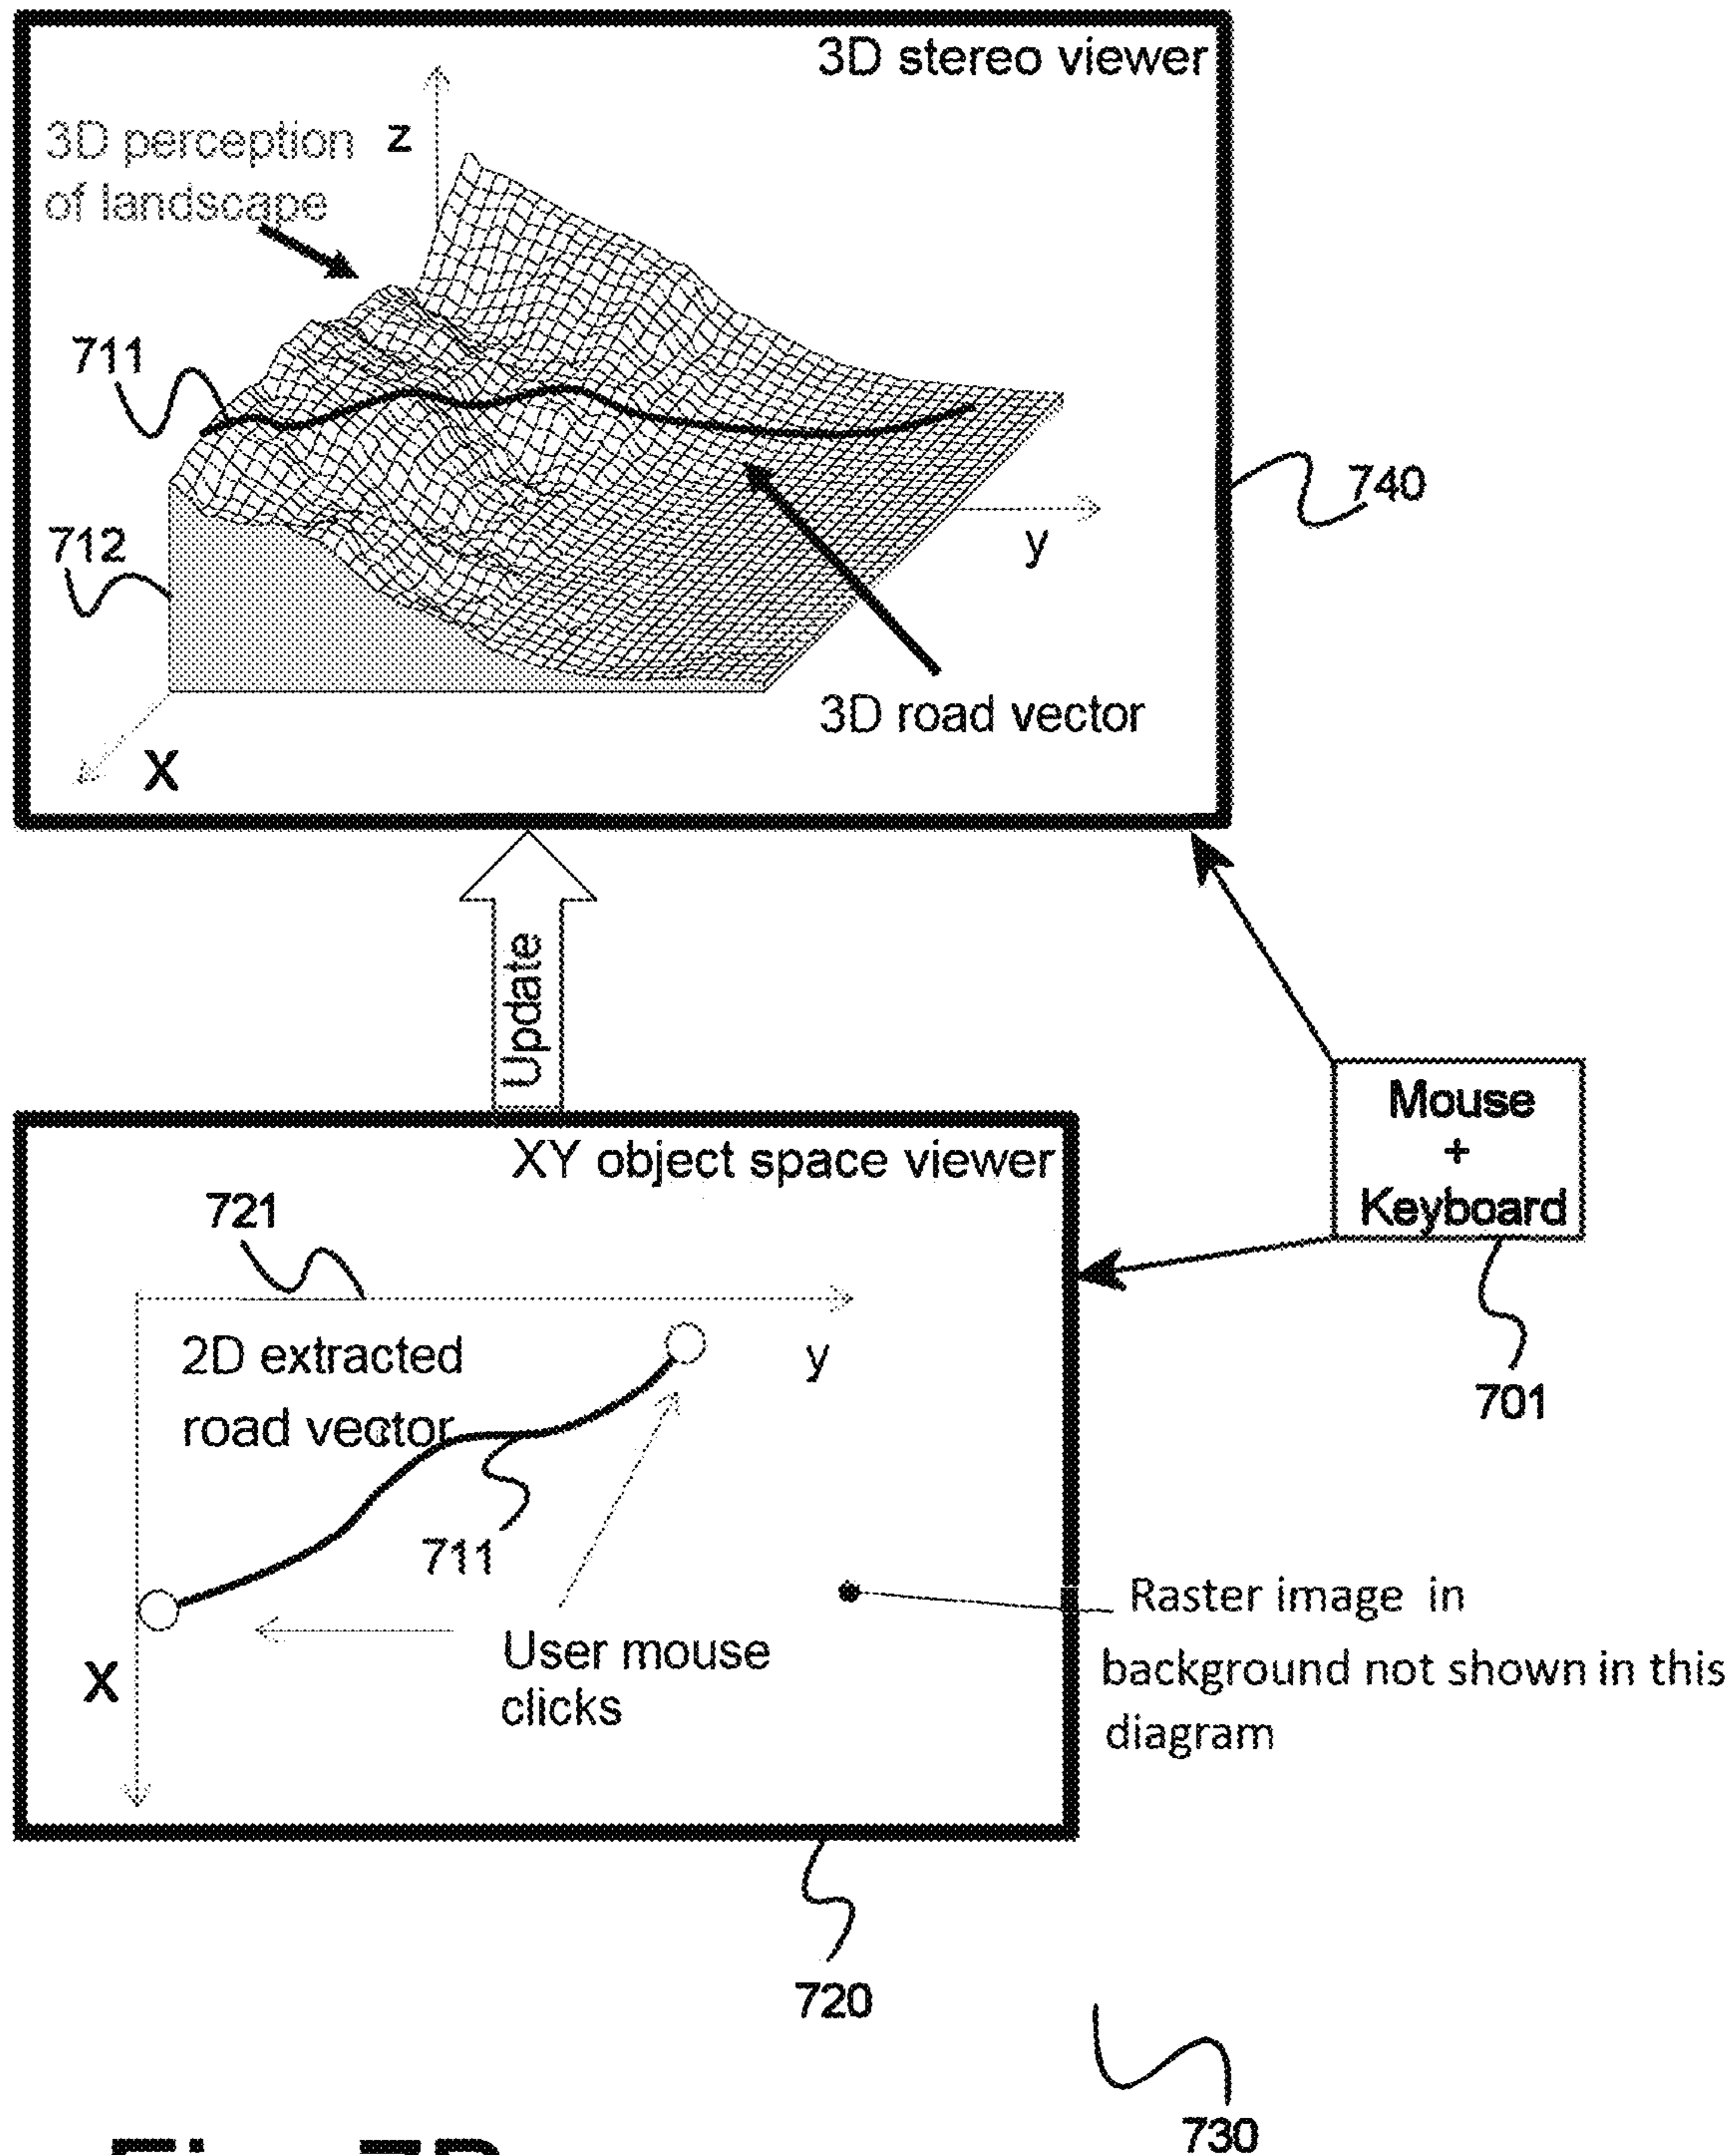 3D stereo viewer
3D perception
of landscape
z
711
712
740
y
3D road vector
X
Update
Mouse
+
Keyboard
701
XY object space viewer
721
y
2D extracted
road vector
711
User mouse
clicks
X
Raster image in
background not shown in this
diagram
720
730